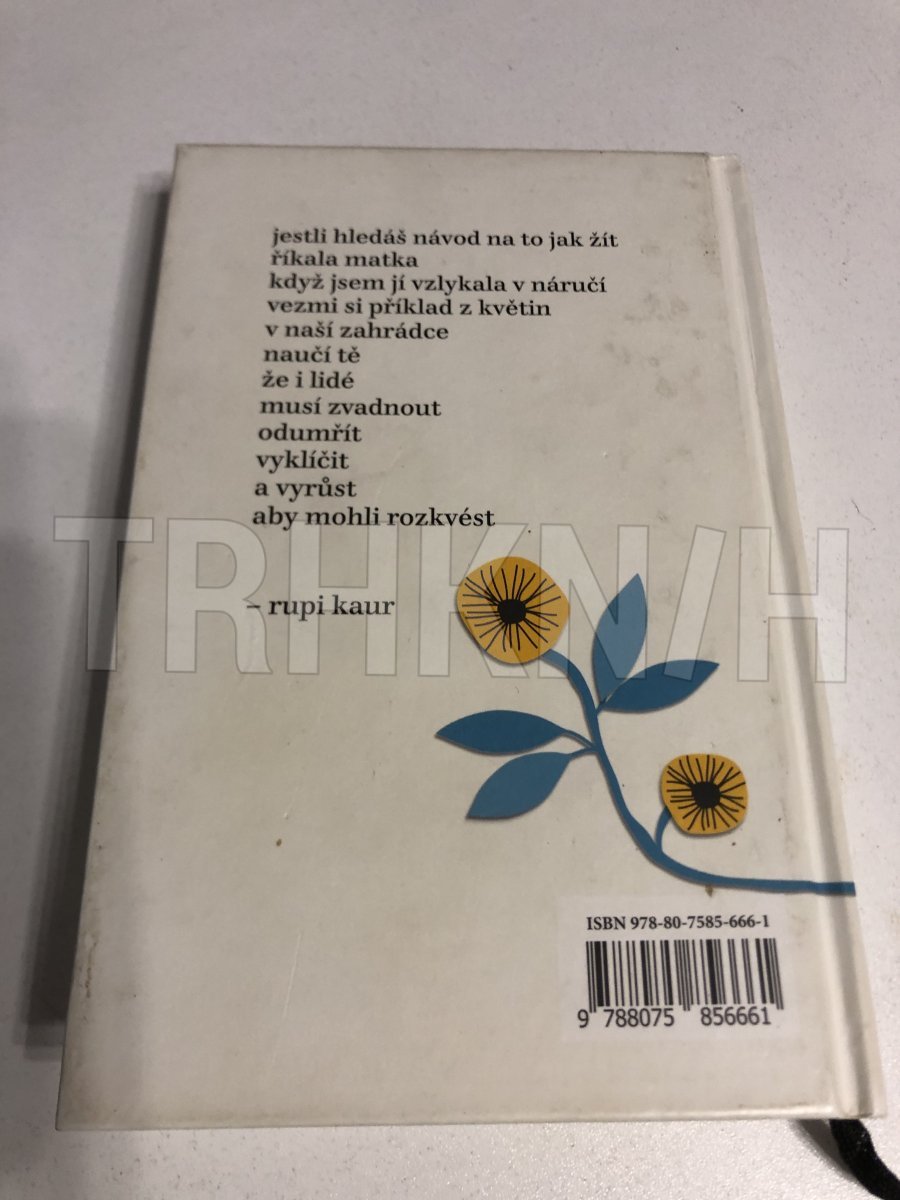 jestli hledáš návod na to jak žít
říkala matka
když jsem jí vzlykala v náručí
vezmi si příklad z květin
v naší zahrádce
naučí tě
že i lidé
musí zvadnout
odumřít
vyklíčit
a vyrůst
aby mohli rozkvést
– rupi kaur
TRHKNIH
ISBN 978-80-7585-666-1
9 788075 856661